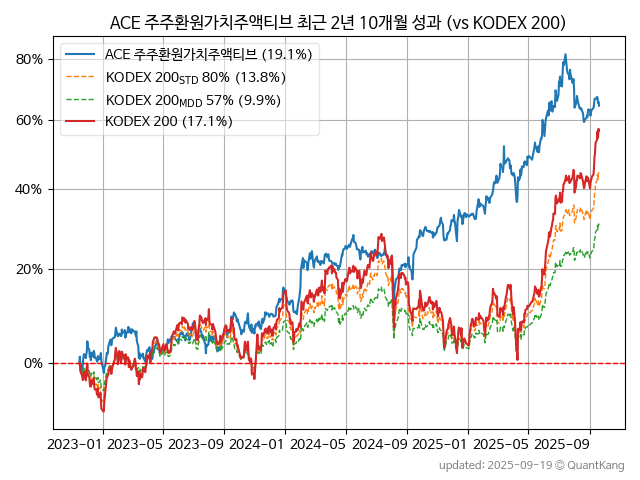 ACE 주주환원가치주액티브 최근 2년 10개월 성과 (vs KODEX 200)
ACE 주주환원가치주액티브 (19.1%)
KODEX 200STD 80% (13.8%)
KODEX 200MDD 57% (9.9%)
KODEX 200 (17.1%)
80%
60%
40%
20%
0%
2023-01 2023-05 2023-09 2024-01 2024-05 2024-09 2025-01 2025-05 2025-09
updated: 2025-09-19 © QuantKang